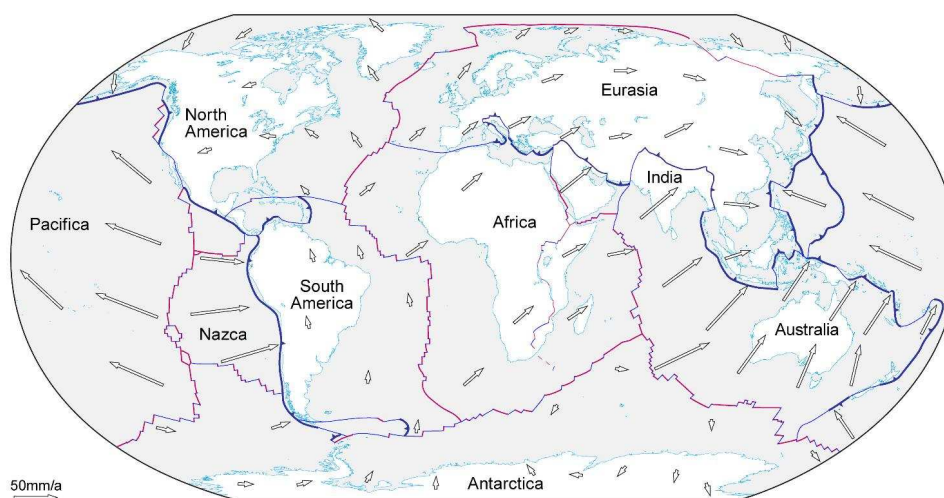 North
America
Eurasia
India
Pacifica
Africa
South
America
Nazca
Australia
Antarctica
50mm/a